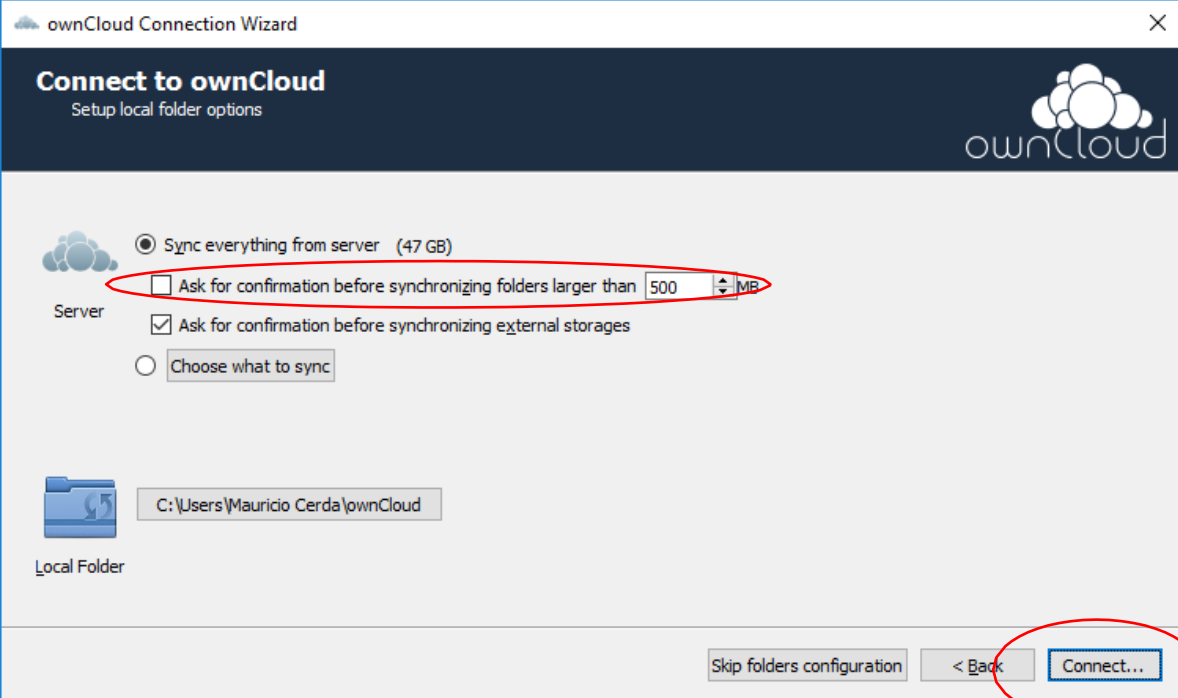 ownCloud Connection Wizard
Connect to ownCloud
Setup local folder options
ownCloud
Sync everything from server (47 GB)
Ask for confirmation before synchronizing folders larger than 500 MB
Server
Ask for confirmation before synchronizing external storages
Choose what to sync
C:\Users\Mauricio Cerda\ownCloud
Local Folder
Skip folders configuration < Back Connect...